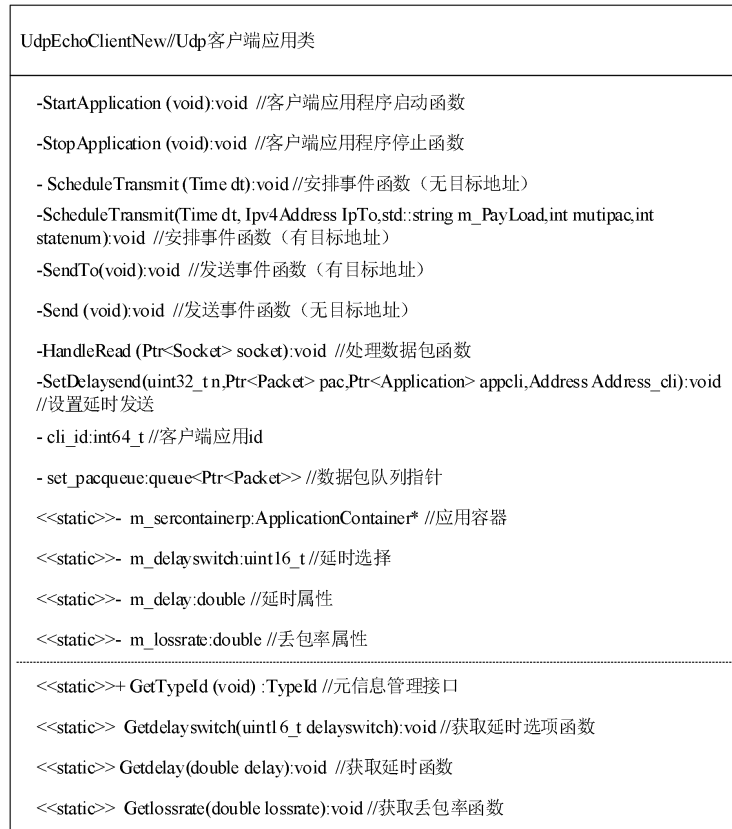 UdpEchoClientNew//Udp客户端应用类
-StartApplication (void):void //客户端应用程序启动函数
-StopApplication (void):void //客户端应用程序停止函数
- ScheduleTransmit (Time dt):void //安排事件函数（无目标地址）
-ScheduleTransmit(Time dt, Ipv4Address IpTo,std::string m_PayLoad,int mutipac,int
statenum):void //安排事件函数（有目标地址）
-SendTo(void):void //发送事件函数（有目标地址）
-Send (void):void //发送事件函数（无目标地址）
-HandleRead (Ptr<Socket> socket):void //处理数据包函数
-SetDelaysend(uint32_t n,Ptr<Packet> pac,Ptr<Application> appcli,Address Address_cli):void
//设置延时发送
- cli_id:int64_t //客户端应用id
- set_pacqueue:queue<Ptr<Packet>> //数据包队列指针
<<static>>- m_sercontainerp:ApplicationContainer* //应用容器
<<static>>- m_delayswitch:uint16_t //延时选择
<<static>>- m_delay:double //延时属性
<<static>>- m_lossrate:double //丢包率属性
<<static>>+ GetTypeId (void) :TypeId //元信息管理接口
<<static>> Getdelayswitch(uint16_t delayswitch):void //获取延时选项函数
<<static>> Getdelay(double delay):void //获取延时函数
<<static>> Getlossrate(double lossrate):void //获取丢包率函数